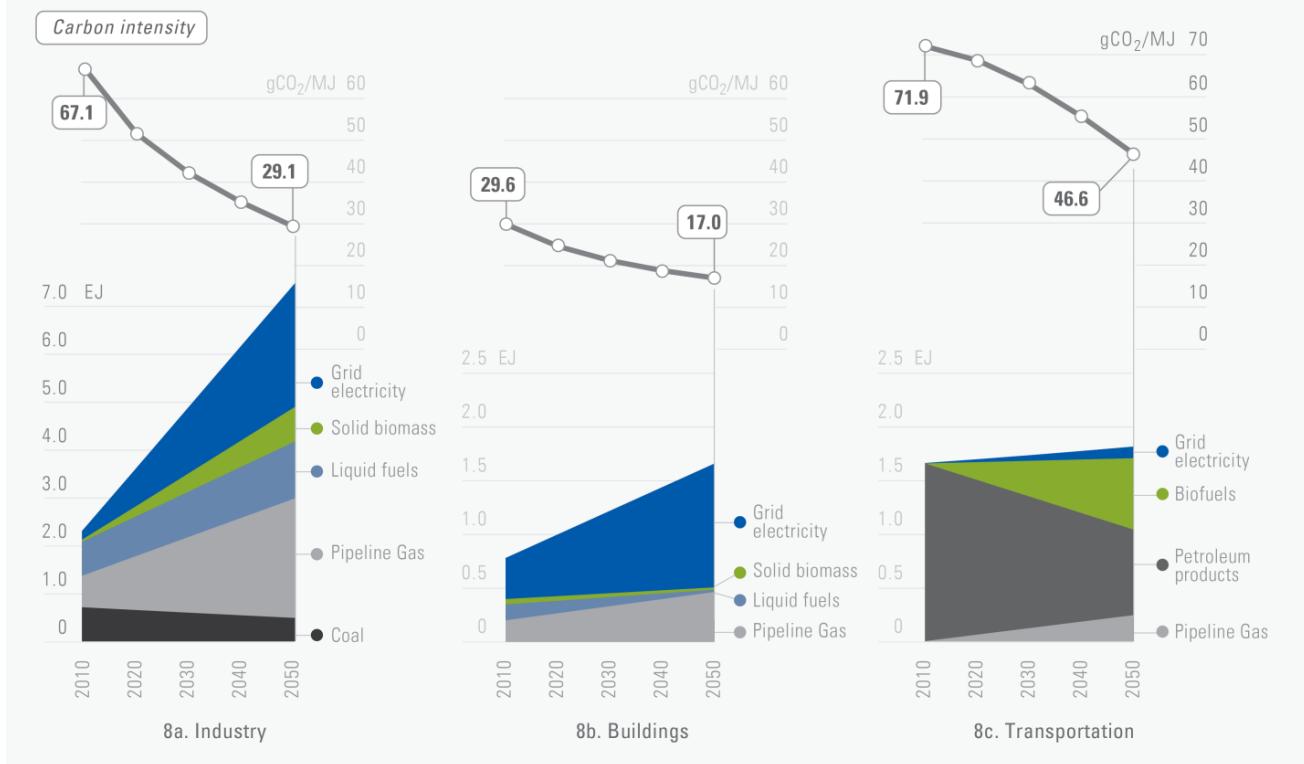 Carbon intensity
67.1
29.1
gCO₂/MJ 60
50
40
30
20
10
0
7.0 EJ
6.0
5.0
4.0
3.0
2.0
1.0
0
Grid
electricity
Solid biomass
Liquid fuels
Pipeline Gas
Coal
2010
2020
2030
2040
2050
8a. Industry
29.6
17.0
gCO₂/MJ 60
50
40
30
20
10
0
2.5 EJ
2.0
1.5
1.0
0.5
0
Grid
electricity
Solid biomass
Liquid fuels
Pipeline Gas
2010
2020
2030
2040
2050
8b. Buildings
71.9
46.6
gCO₂/MJ 70
60
50
40
30
20
10
0
2.5 EJ
2.0
1.5
1.0
0.5
0
Grid
electricity
Biofuels
Petroleum
products
Pipeline Gas
2010
2020
2030
2040
2050
8c. Transportation